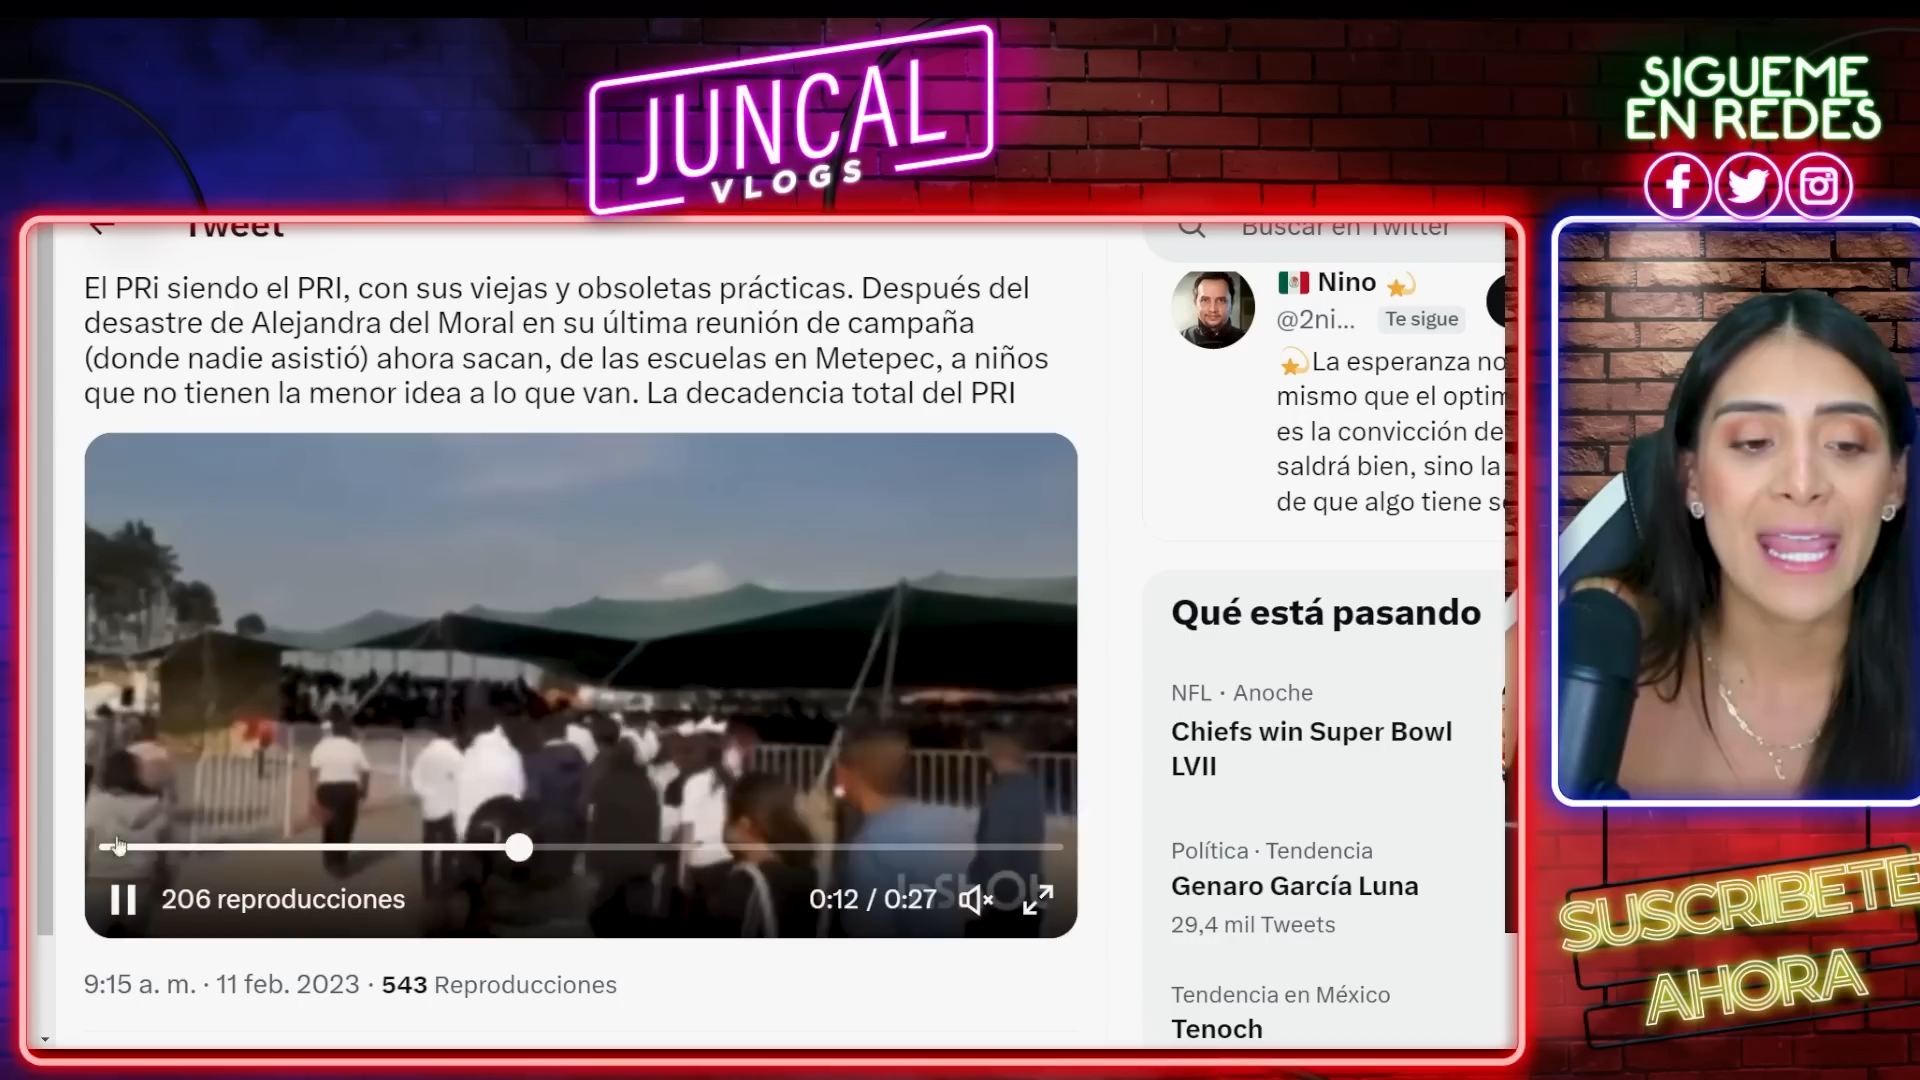 JUNCAL
VLOGS
SIGUEME
EN REDES
Tweet
Buscar en Twitter
El PRi siendo el PRI, con sus viejas y obsoletas prácticas. Después del
desastre de Alejandra del Moral en su última reunión de campaña
(donde nadie asistió) ahora sacan, de las escuelas en Metepec, a niños
que no tienen la menor idea a lo que van. La decadencia total del PRI
206 reproducciones
0:12 / 0:27
InShOt
9:15 a. m. · 11 feb. 2023 · 543 Reproducciones
Nino
@2ni... Te sigue
La esperanza no
mismo que el optim
es la convicción de
saldrá bien, sino la
de que algo tiene s
Qué está pasando
NFL · Anoche
Chiefs win Super Bowl
LVII
Política · Tendencia
Genaro García Luna
29,4 mil Tweets
Tendencia en México
Tenoch
SUSCRIBETE
AHORA